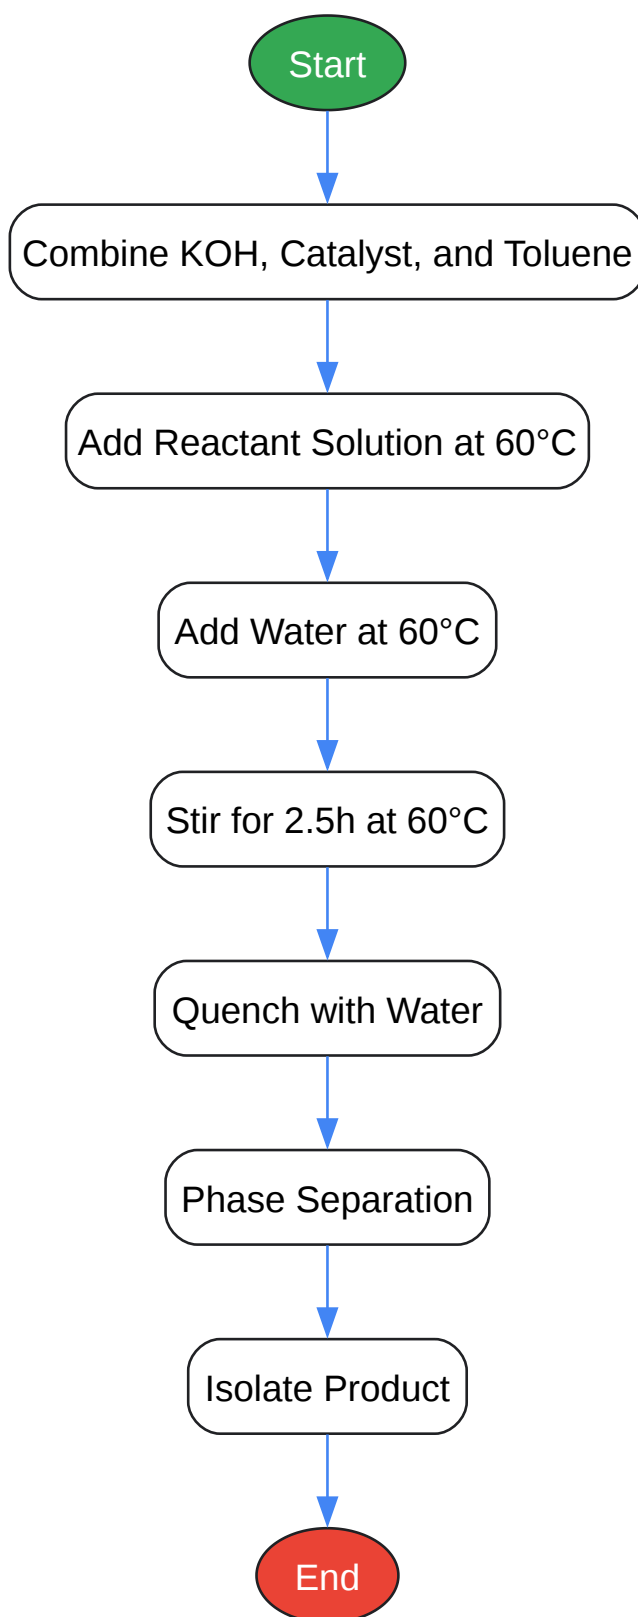 Start
Combine KOH, Catalyst, and Toluene
Add Reactant Solution at 60°C
Add Water at 60°C
Stir for 2.5h at 60°C
Quench with Water
Phase Separation
Isolate Product
End